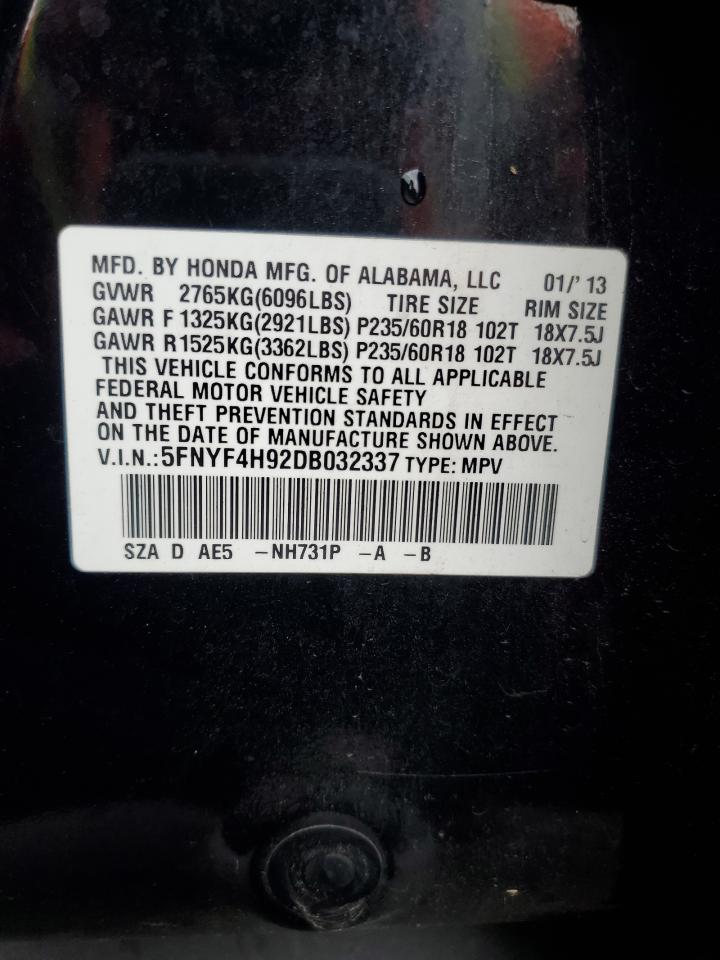 MFD. BY HONDA MFG. OF ALABAMA, LLC 01/' 13
GVWR 2765KG(6096LBS) TIRE SIZE RIM SIZE
GAWR F 1325KG(2921LBS) P235/60R18 102T 18X7.5J
GAWR R1525KG(3362LBS) P235/60R18 102T 18X7.5J
THIS VEHICLE CONFORMS TO ALL APPLICABLE
FEDERAL MOTOR VEHICLE SAFETY
AND THEFT PREVENTION STANDARDS IN EFFECT
ON THE DATE OF MANUFACTURE SHOWN ABOVE.
V.I.N.:5FNYF4H92DB032337 TYPE: MPV
SZA D AE5 -NH731P -A -B